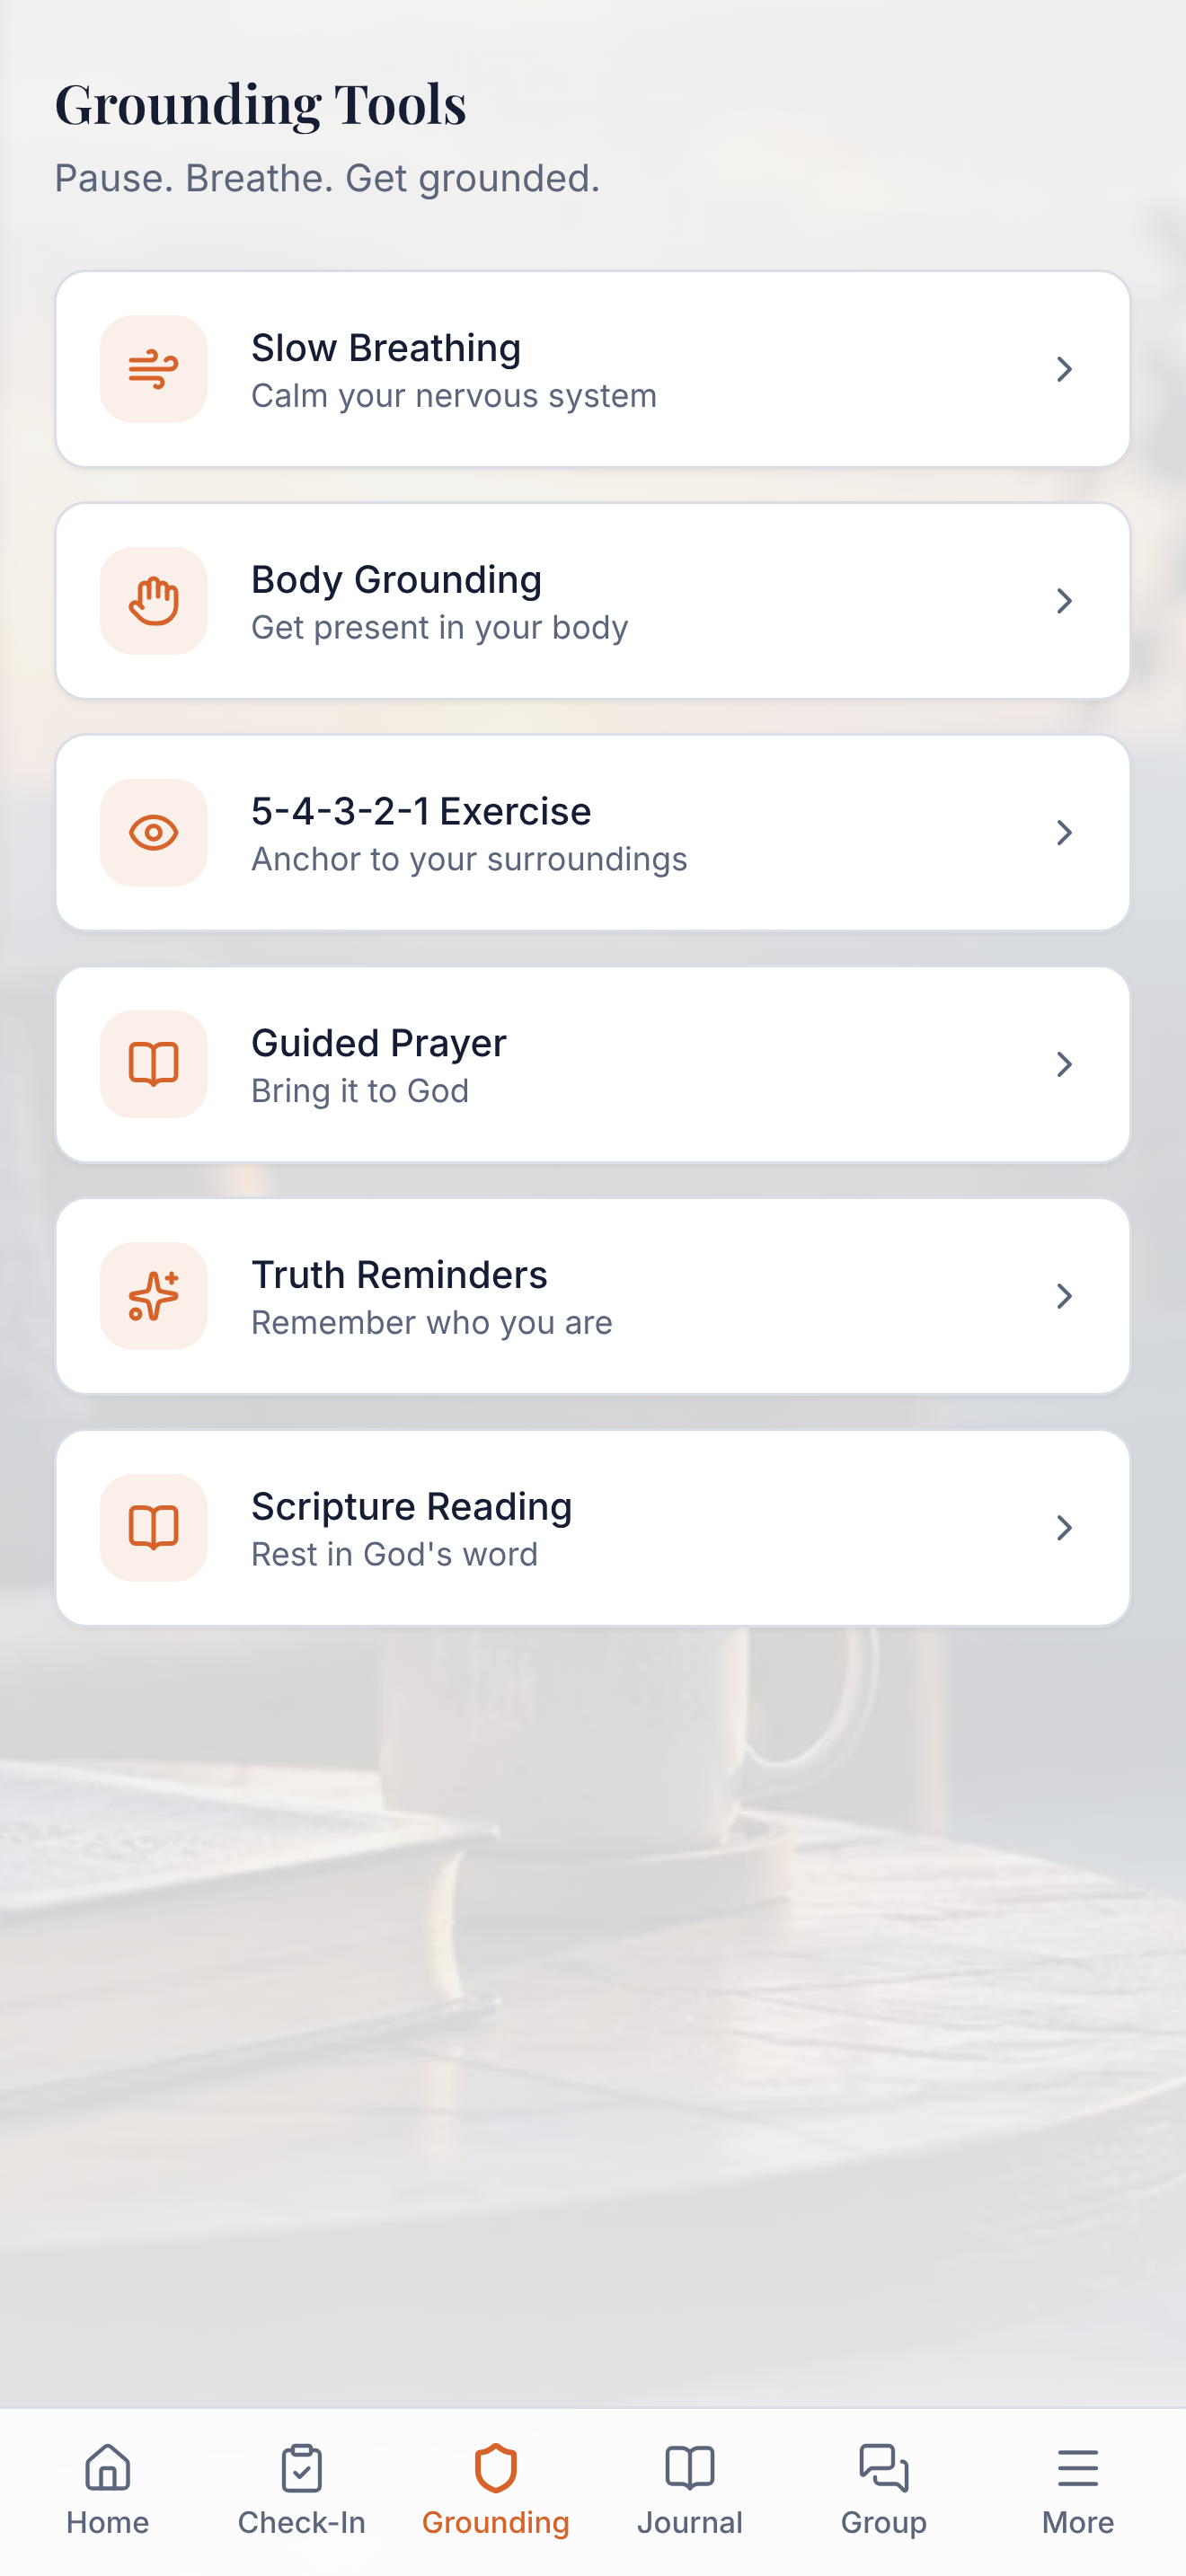 Grounding Tools
Pause. Breathe. Get grounded.
Slow Breathing
Calm your nervous system
Body Grounding
Get present in your body
5-4-3-2-1 Exercise
Anchor to your surroundings
Guided Prayer
Bring it to God
Truth Reminders
Remember who you are
Scripture Reading
Rest in God's word
Home
Check-In
Grounding
Journal
Group
More